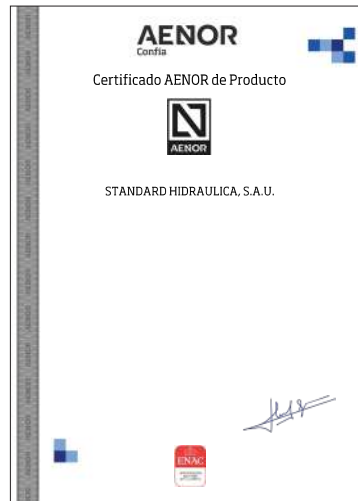 AENOR
Confía
Certificado AENOR de Producto
AENOR
STANDARD HIDRAULICA, S.A.U.
ENAC